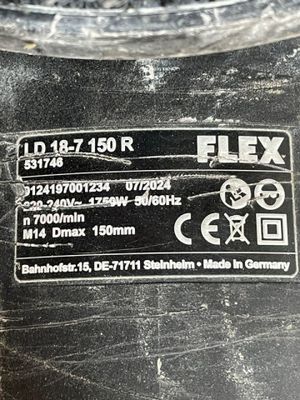 LD 18-7 150 R FLEX
531746
0124197001234 07/2024
220-240V~ 1750W 50/60Hz
n 7000/min
M14 Dmax 150mm
Bahnhofstr.15, DE-71711 Steinheim • Made in Germany